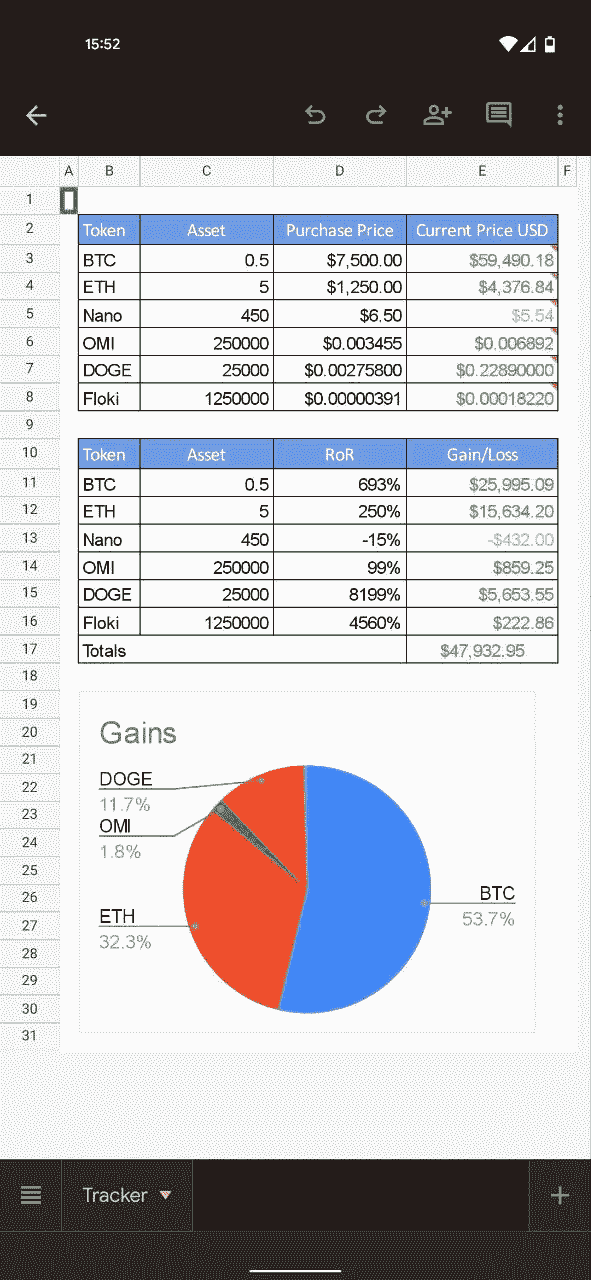 15:52
A B C D E F
1
2 Token Asset Purchase Price Current Price USD
3 BTC 0.5 $7,500.00 $59,490.18
4 ETH 5 $1,250.00 $4,376.84
5 Nano 450 $6.50 $5.54
6 OMI 250000 $0.003455 $0.006892
7 DOGE 25000 $0.00275800 $0.22890000
8 Floki 1250000 $0.00000391 $0.00018220
9
10 Token Asset RoR Gain/Loss
11 BTC 0.5 693% $25,995.09
12 ETH 5 250% $15,634.20
13 Nano 450 -15% -$432.00
14 OMI 250000 99% $859.25
15 DOGE 25000 8199% $5,653.55
16 Floki 1250000 4560% $222.86
17 Totals $47,932.95
18
19
20 Gains
21
22 DOGE
23 11.7%
OMI
24 1.8%
25
26 BTC
27 ETH 53.7%
28 32.3%
29
30
31
Tracker